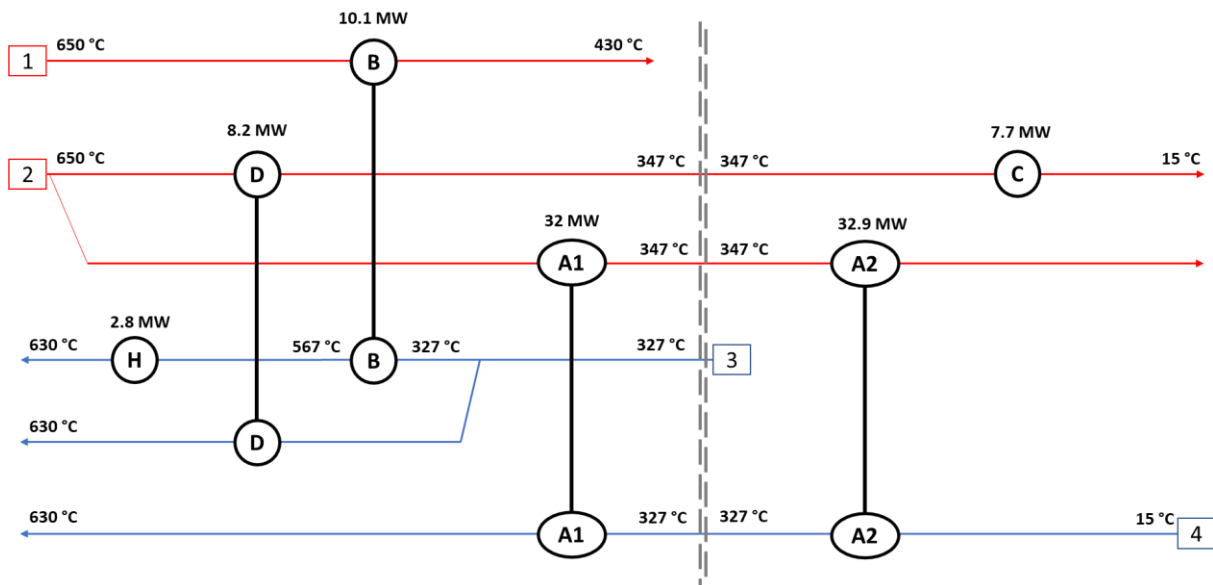 10.1 MW
1
650 °C
B
430 °C
8.2 MW
7.7 MW
2
650 °C
D
347 °C
347 °C
C
15 °C
32 MW
32.9 MW
A1
347 °C
347 °C
A2
2.8 MW
630 °C
H
567 °C
B
327 °C
327 °C
3
630 °C
D
630 °C
A1
327 °C
327 °C
A2
15 °C
4